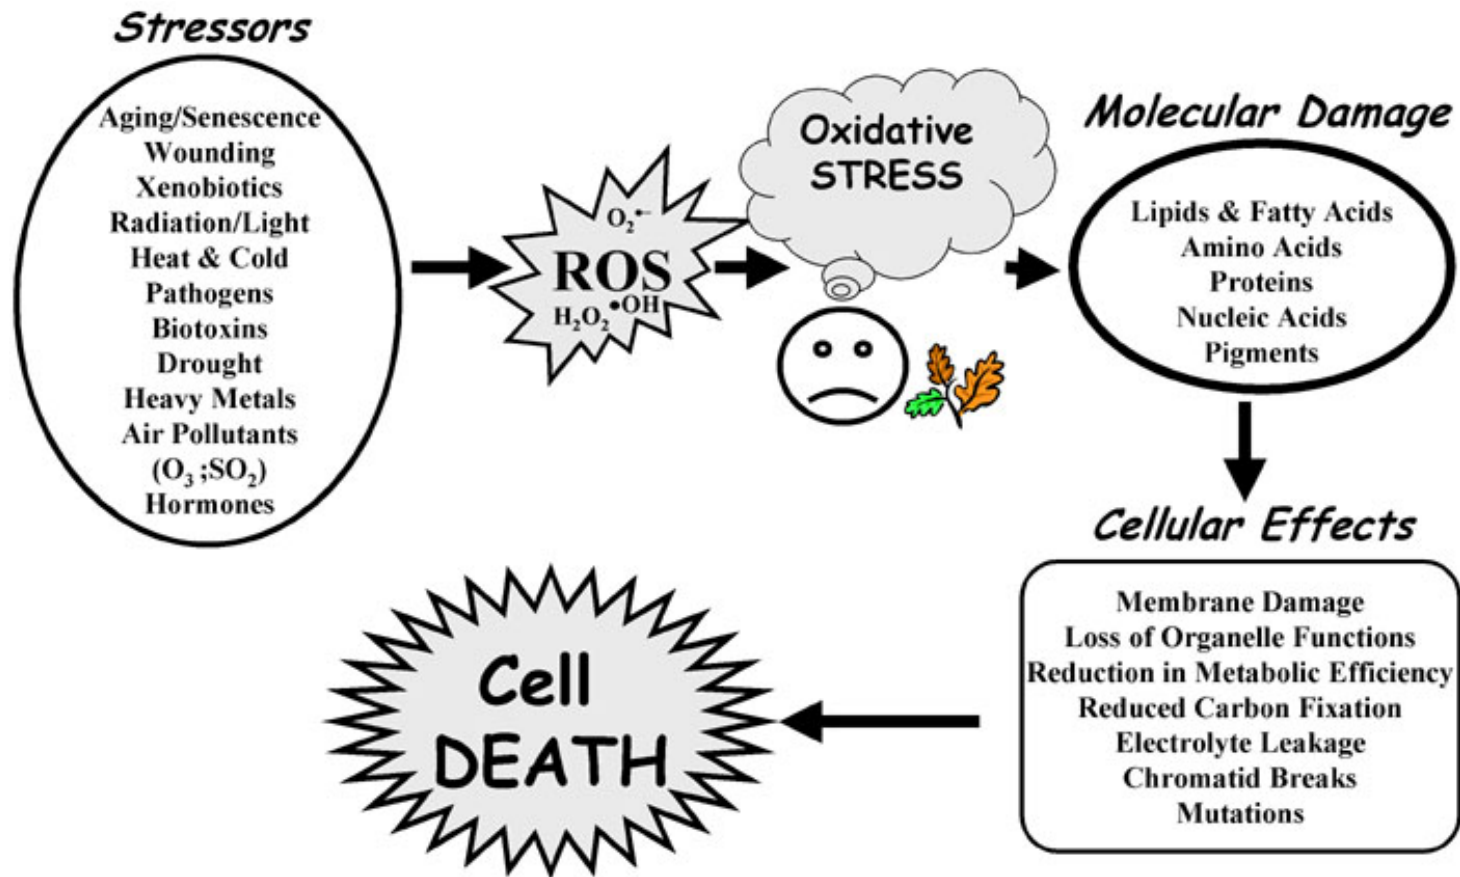 Stressors
Aging/Senescence
Wounding
Xenobiotics
Radiation/Light
Heat & Cold
Pathogens
Biotoxins
Drought
Heavy Metals
Air Pollutants
(O₃ ;SO₂)
Hormones
O₂•−
ROS
H₂O₂ •OH
Oxidative
STRESS
Molecular Damage
Lipids & Fatty Acids
Amino Acids
Proteins
Nucleic Acids
Pigments
Cellular Effects
Membrane Damage
Loss of Organelle Functions
Reduction in Metabolic Efficiency
Reduced Carbon Fixation
Electrolyte Leakage
Chromatid Breaks
Mutations
Cell
DEATH